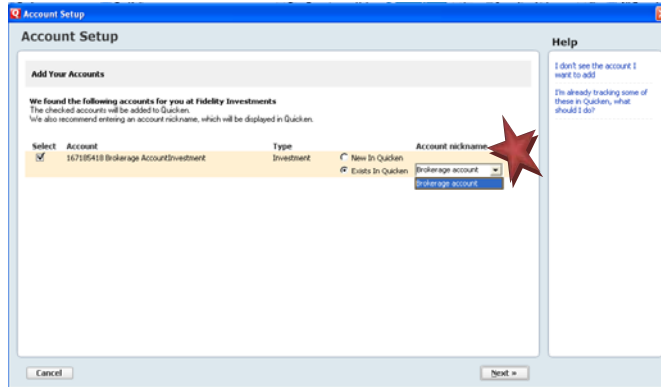 Account Setup
Account Setup
Help
I don't see the account I
want to add
I'm already tracking some of
these in Quicken, what
should I do?
Add Your Accounts
We found the following accounts for you at Fidelity Investments
The checked accounts will be added to Quicken.
We also recommend entering an account nickname, which will be displayed in Quicken.
Select Account Type Account nickname
167185418 Brokerage AccountInvestment Investment New In Quicken
Exists In Quicken Brokerage account
Brokerage account
Cancel Next »